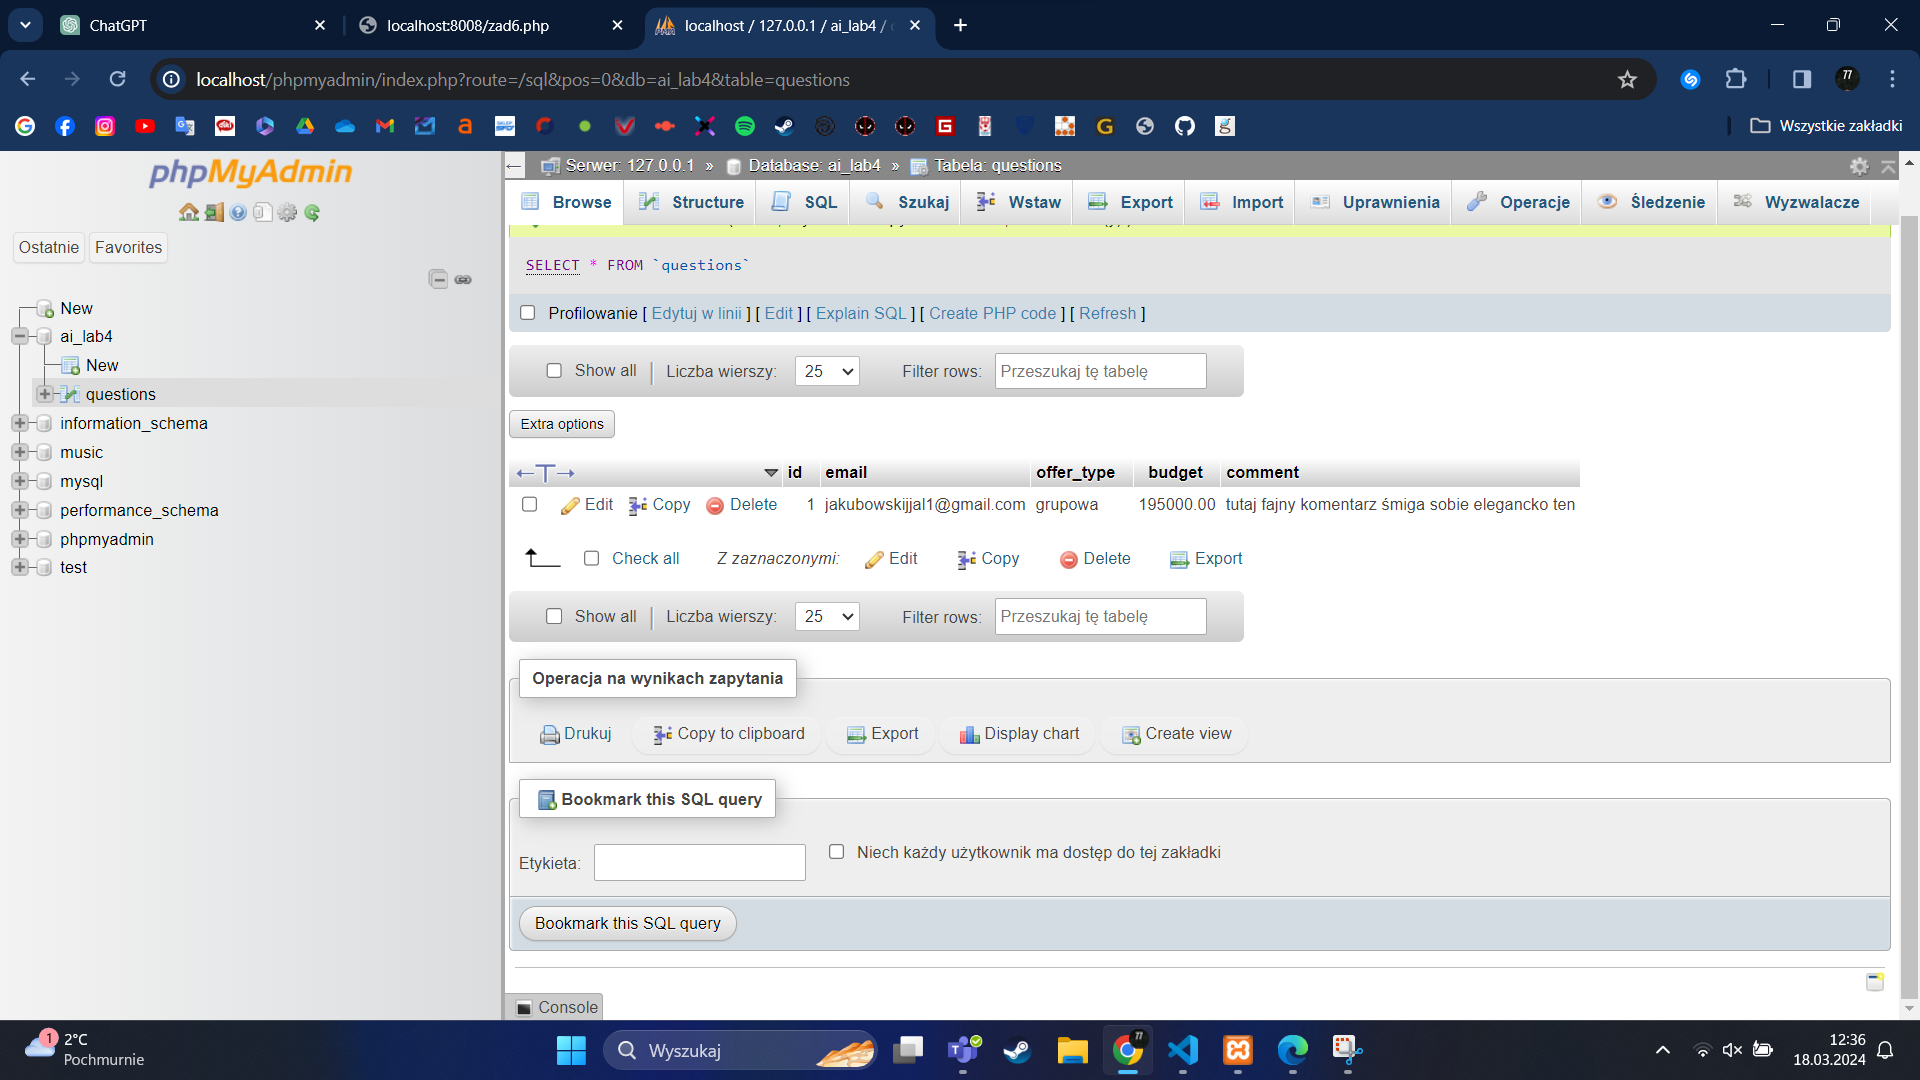 ChatGPT
localhost:8008/zad6.php
localhost / 127.0.0.1 / ai_lab4 /
localhost/phpmyadmin/index.php?route=/sql&pos=0&db=ai_lab4&table=questions
Wszystkie zakładki
phpMyAdmin
Ostatnie
Favorites
New
ai_lab4
New
questions
information_schema
music
mysql
performance_schema
phpmyadmin
test
Serwer: 127.0.0.1 » Database: ai_lab4 » Tabela: questions
Browse Structure SQL Szukaj Wstaw Export Import Uprawnienia Operacje Śledzenie Wyzwalacze
SELECT * FROM `questions`
Profilowanie [ Edytuj w linii ] [ Edit ] [ Explain SQL ] [ Create PHP code ] [ Refresh ]
Show all Liczba wierszy: 25 Filter rows: Przeszukaj tę tabelę
Extra options
id email offer_type budget comment
Edit Copy Delete 1 jakubowskijjal1@gmail.com grupowa 195000.00 tutaj fajny komentarz śmiga sobie elegancko ten
Check all Z zaznaczonymi: Edit Copy Delete Export
Show all Liczba wierszy: 25 Filter rows: Przeszukaj tę tabelę
Operacja na wynikach zapytania
Drukuj Copy to clipboard Export Display chart Create view
Bookmark this SQL query
Etykieta: Niech każdy użytkownik ma dostęp do tej zakładki
Bookmark this SQL query
Console
1
2°C
Pochmurnie
Wyszukaj
12:36
18.03.2024